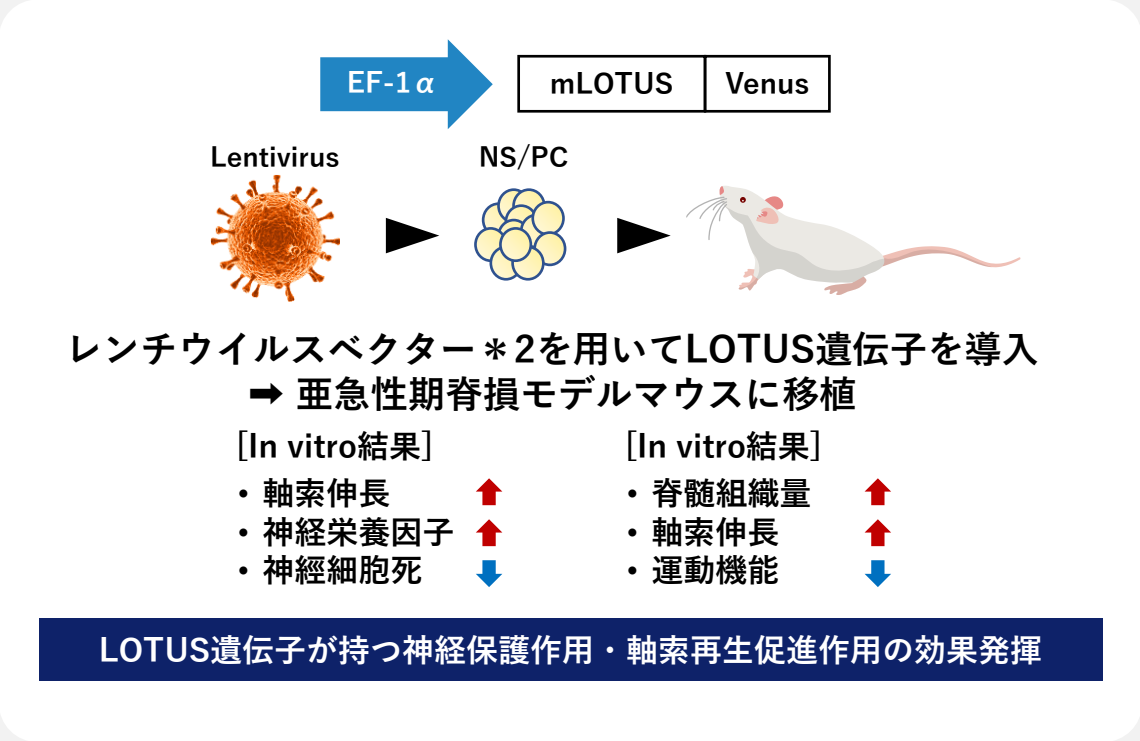 EF-1α
mLOTUS Venus
Lentivirus
NS/PC
レンチウイルスベクター＊2を用いてLOTUS遺伝子を導入
➡ 亜急性期脊損モデルマウスに移植
[In vitro結果]
・ 軸索伸長
・ 神経栄養因子
・ 神經細胞死
[In vitro結果]
・ 脊髄組織量
・ 軸索伸長
・ 運動機能
LOTUS遺伝子が持つ神経保護作用・軸索再生促進作用の効果発揮